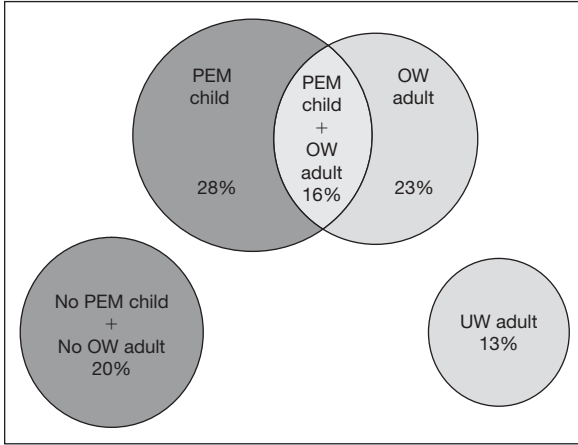 PEM
child
28%
PEM
child
+
OW
adult
16%
OW
adult
23%
No PEM child
+
No OW adult
20%
UW adult
13%